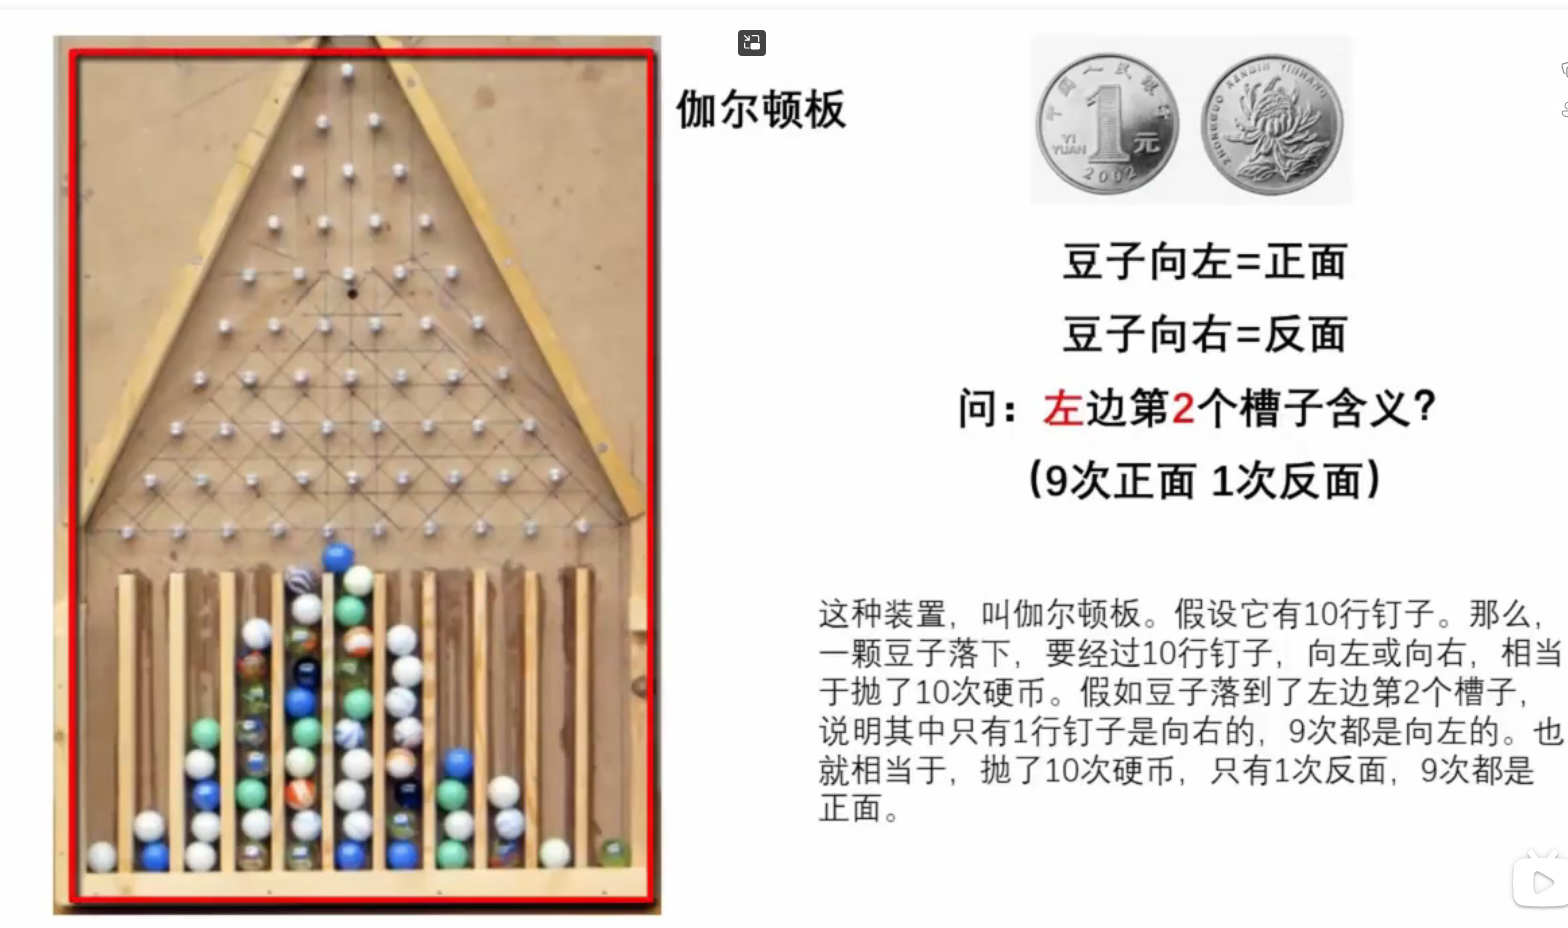 伽尔顿板
中国人民银行
YI
YUAN
1
元
2002
ZHONGGUO RENMIN YINHANG
豆子向左=正面
豆子向右=反面
问：左边第2个槽子含义？
（9次正面 1次反面）
这种装置，叫伽尔顿板。假设它有10行钉子。那么，
一颗豆子落下，要经过10行钉子，向左或向右，相当
于抛了10次硬币。假如豆子落到了左边第2个槽子，
说明其中只有1行钉子是向右的，9次都是向左的。也
就相当于，抛了10次硬币，只有1次反面，9次都是
正面。